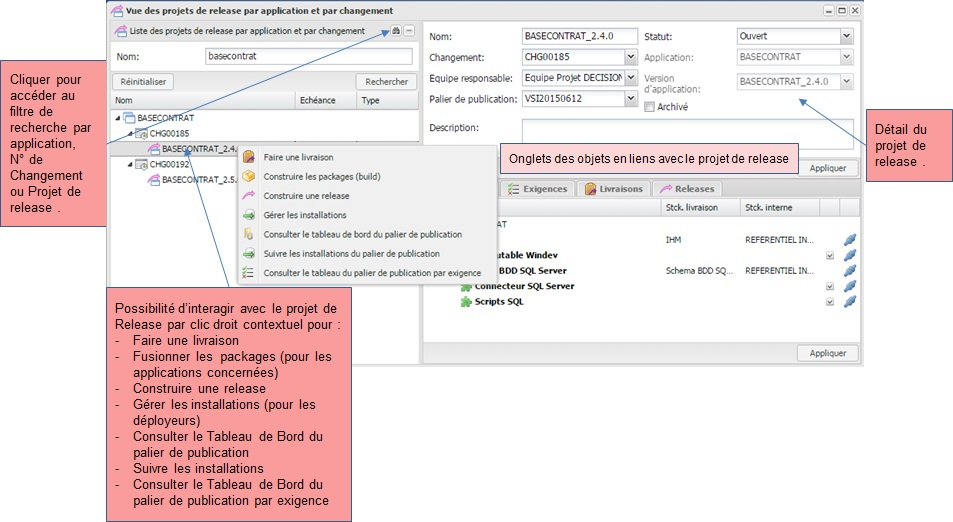 Vue des projets de release par application et par changement
Liste des projets de release par application et par changement
Nom:
basecontrat
Réinitialiser
Rechercher
Nom
Echéance
Type
BASECONTRAT
CHG00185
BASECONTRAT_2.4.
CHG00192
BASECONTRAT_2.5.
Faire une livraison
Construire les packages (build)
Construire une release
Gérer les installations
Consulter le tableau de bord du palier de publication
Suivre les installations du palier de publication
Consulter le tableau du palier de publication par exigence
Nom:
BASECONTRAT_2.4.0
Statut:
Ouvert
Changement:
CHG00185
Application:
BASECONTRAT
Equipe responsable:
Equipe Projet DECISION
Version
d'application:
BASECONTRAT_2.4.0
Palier de publication:
VSI20150612
Archivé
Description:
Appliquer
Onglets des objets en liens avec le projet de release
Exigences
Livraisons
Releases
Stck. livraison
Stck. interne
AT
IHM
REFERENTIEL IN...
utable Windev
BDD SQL Server
Schema BDD SQ...
REFERENTIEL IN...
Connecteur SQL Server
Scripts SQL
Appliquer
Cliquer pour
accéder au
filtre de
recherche par
application,
N° de
Changement
ou Projet de
release .
Détail du
projet de
release .
Possibilité d'interagir avec le projet de
Release par clic droit contextuel pour :
- Faire une livraison
- Fusionner les packages (pour les
applications concernées)
- Construire une release
- Gérer les installations (pour les
déployeurs)
- Consulter le Tableau de Bord du
palier de publication
- Suivre les installations
- Consulter le Tableau de Bord du
palier de publication par exigence